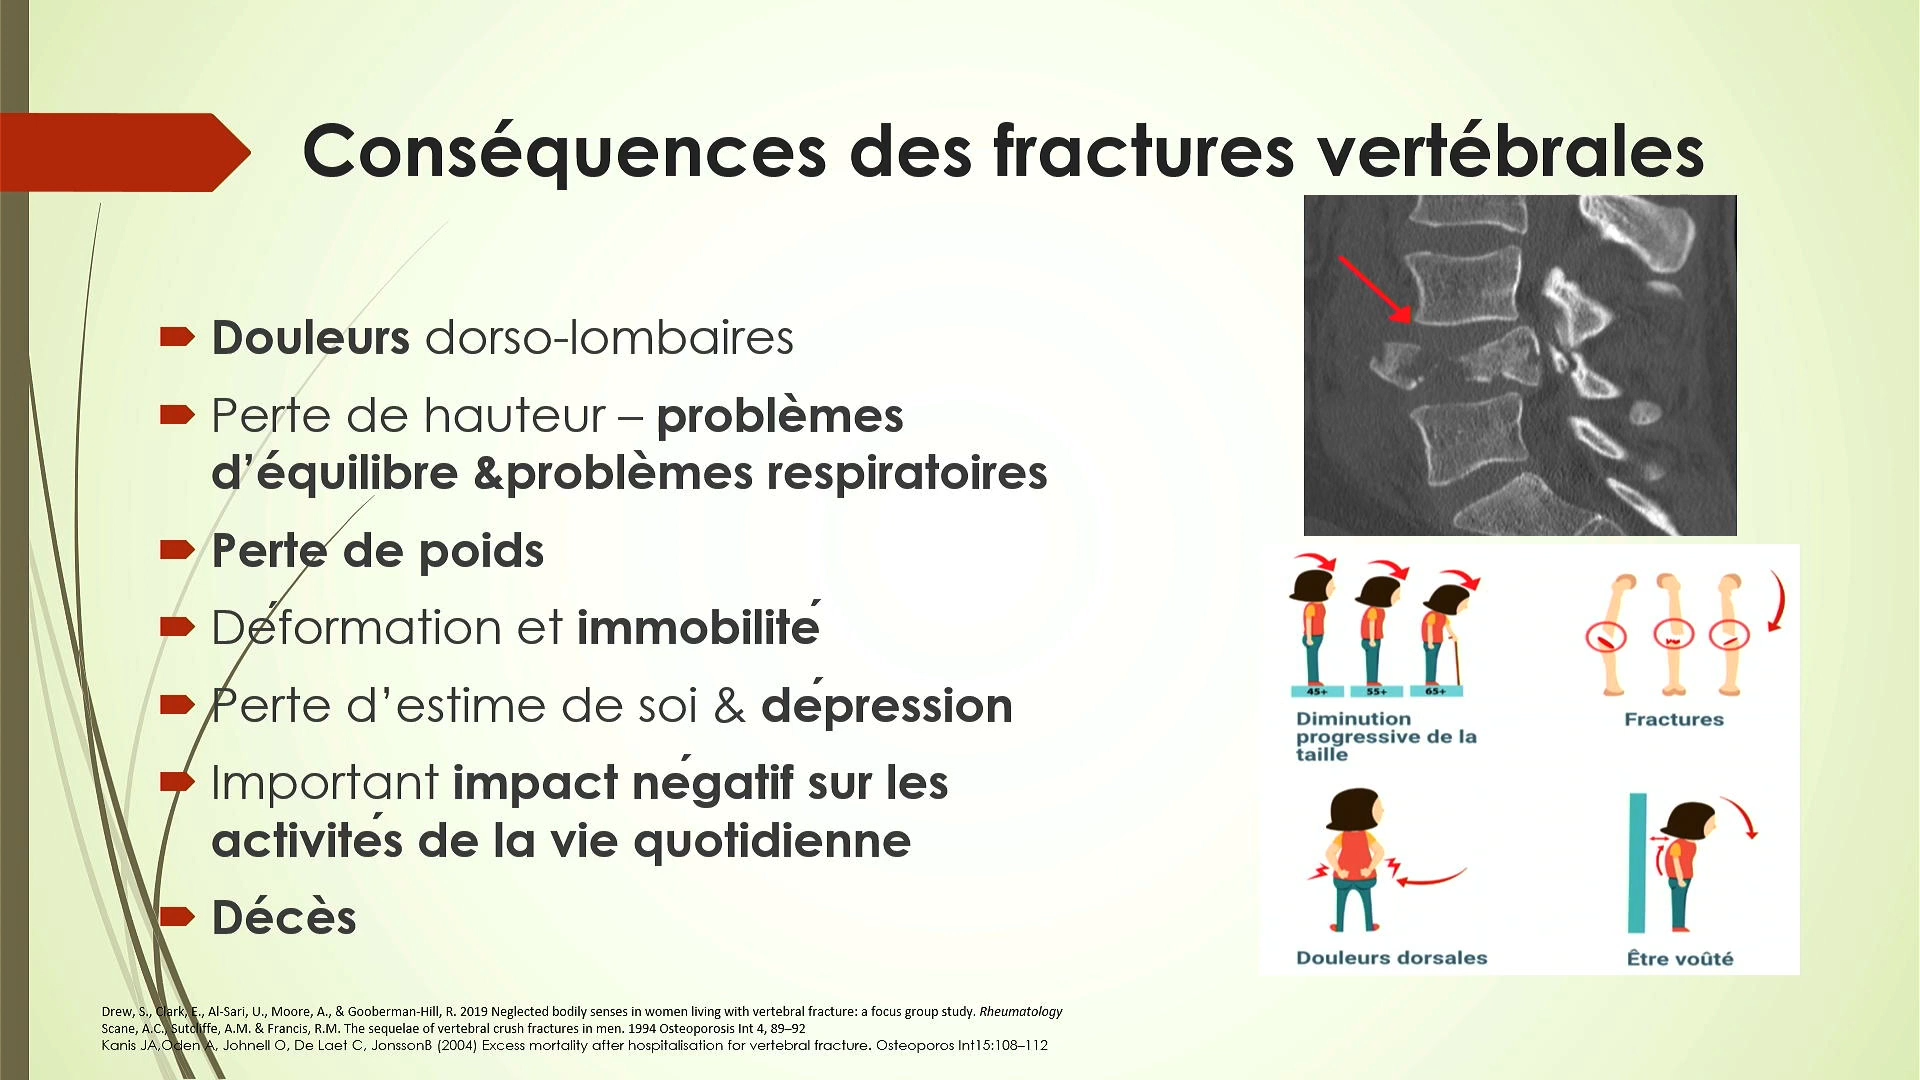 Conséquences des fractures vertébrales
Douleurs dorso-lombaires
Perte de hauteur – problèmes
d’équilibre &problèmes respiratoires
Perte de poids
Déformation et immobilité
Perte d’estime de soi & dépression
Important impact négatif sur les
activités de la vie quotidienne
Décès
45+ 55+ 65+
Diminution
progressive de la
taille
Fractures
Douleurs dorsales
Être voûté
Drew, S., Clark, E., Al-Sari, U., Moore, A., & Gooberman-Hill, R. 2019 Neglected bodily senses in women living with vertebral fracture: a focus group study. Rheumatology
Scane, A.C., Sutcliffe, A.M. & Francis, R.M. The sequelae of vertebral crush fractures in men. 1994 Osteoporosis Int 4, 89–92
Kanis JA,Oden A, Johnell O, De Laet C, JonssonB (2004) Excess mortality after hospitalisation for vertebral fracture. Osteoporos Int15:108–112